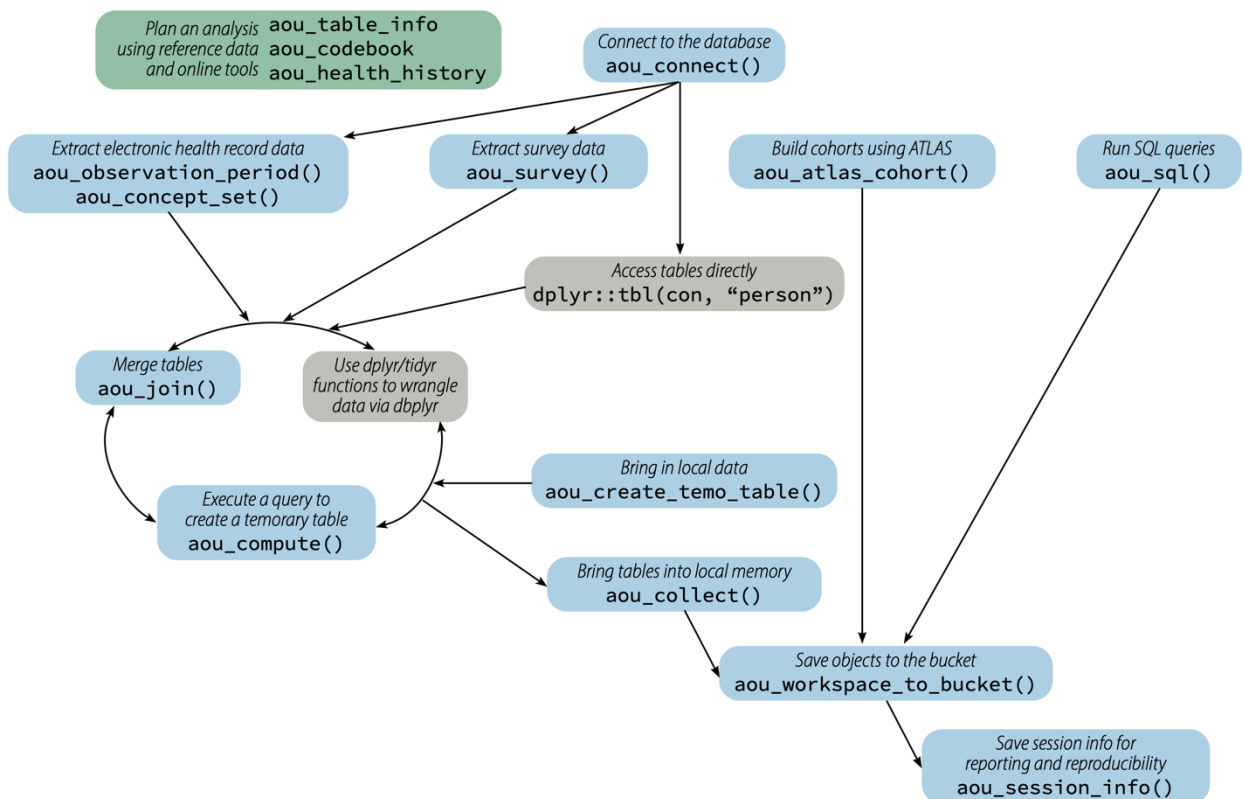 Plan an analysis aou_table_info
using reference data aou_codebook
and online tools aou_health_history
Connect to the database
aou_connect()
Extract electronic health record data
aou_observation_period()
aou_concept_set()
Extract survey data
aou_survey()
Build cohorts using ATLAS
aou_atlas_cohort()
Run SQL queries
aou_sql()
Access tables directly
dplyr::tbl(con, “person”)
Merge tables
aou_join()
Use dplyr/tidyr
functions to wrangle
data via dbplyr
Bring in local data
aou_create_temo_table()
Execute a query to
create a temorary table
aou_compute()
Bring tables into local memory
aou_collect()
Save objects to the bucket
aou_workspace_to_bucket()
Save session info for
reporting and reproducibility
aou_session_info()